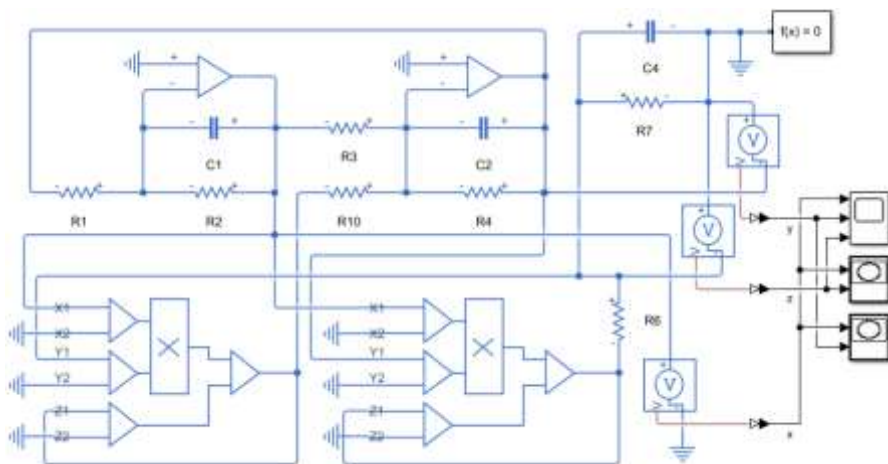 f(x) = 0
C4
R7
C1
R3
C2
R1
R2
R10
R4
V
V
y
X1
X2
Y1
Y2
Z1
Z2
X1
X2
Y1
Y2
Z1
Z2
R6
z
V
x